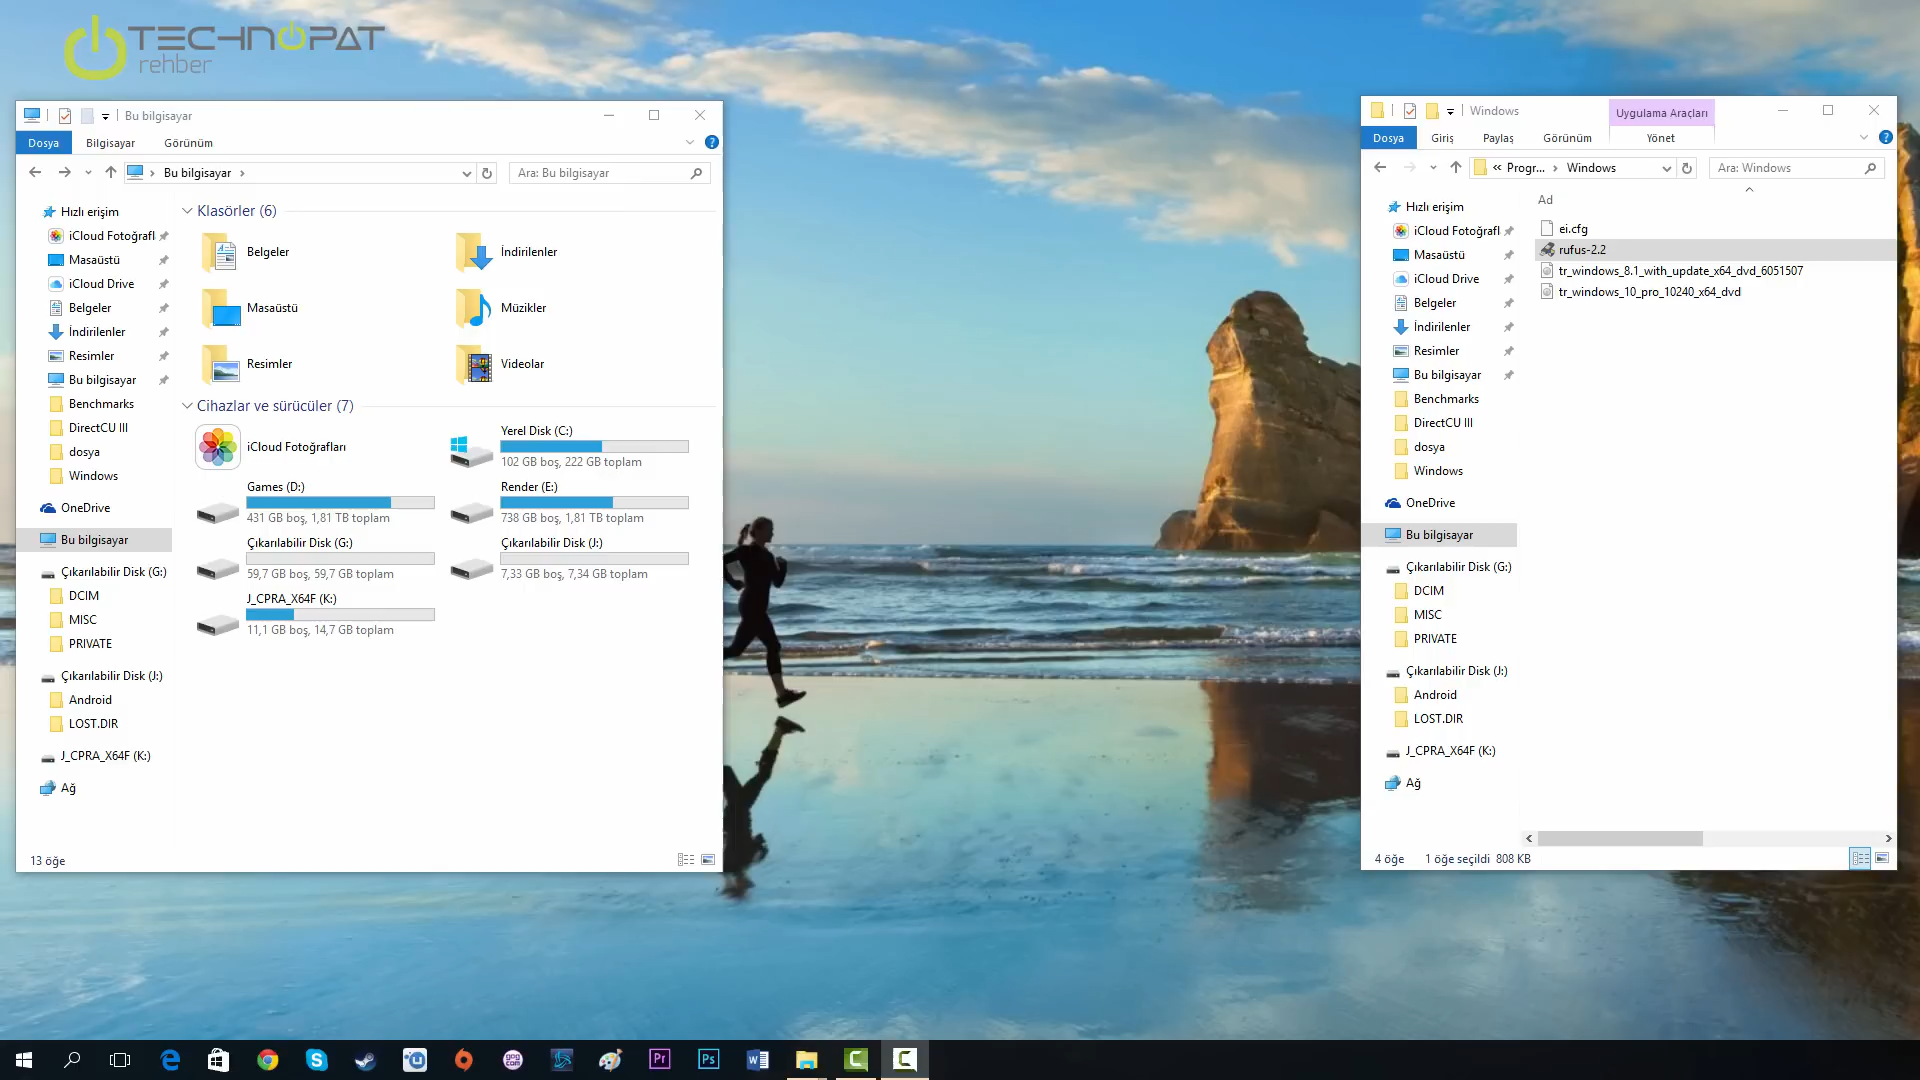 TECHNOPAT
rehber
Bu bilgisayar
Dosya
Bilgisayar
Görünüm
Bu bilgisayar
Ara: Bu bilgisayar
Hızlı erişim
iCloud Fotoğrafl
Masaüstü
iCloud Drive
Belgeler
İndirilenler
Resimler
Bu bilgisayar
Benchmarks
DirectCU III
dosya
Windows
OneDrive
Bu bilgisayar
Çıkarılabilir Disk (G:)
DCIM
MISC
PRIVATE
Çıkarılabilir Disk (J:)
Android
LOST.DIR
J_CPRA_X64F (K:)
Ağ
Klasörler (6)
Belgeler
İndirilenler
Masaüstü
Müzikler
Resimler
Videolar
Cihazlar ve sürücüler (7)
iCloud Fotoğrafları
Yerel Disk (C:)
102 GB boş, 222 GB toplam
Games (D:)
431 GB boş, 1,81 TB toplam
Render (E:)
738 GB boş, 1,81 TB toplam
Çıkarılabilir Disk (G:)
59,7 GB boş, 59,7 GB toplam
Çıkarılabilir Disk (J:)
7,33 GB boş, 7,34 GB toplam
J_CPRA_X64F (K:)
11,1 GB boş, 14,7 GB toplam
13 öğe
Windows
Uygulama Araçları
Dosya
Giriş
Paylaş
Görünüm
Yönet
« Progr... › Windows
Ara: Windows
Hızlı erişim
iCloud Fotoğrafl
Masaüstü
iCloud Drive
Belgeler
İndirilenler
Resimler
Bu bilgisayar
Benchmarks
DirectCU III
dosya
Windows
OneDrive
Bu bilgisayar
Çıkarılabilir Disk (G:)
DCIM
MISC
PRIVATE
Çıkarılabilir Disk (J:)
Android
LOST.DIR
J_CPRA_X64F (K:)
Ağ
Ad
ei.cfg
rufus-2.2
tr_windows_8.1_with_update_x64_dvd_6051507
tr_windows_10_pro_10240_x64_dvd
4 öğe
1 öğe seçildi 808 KB
gog
com
Pr
Ps